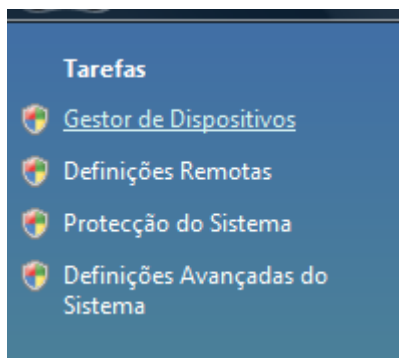 Tarefas
Gestor de Dispositivos
Definições Remotas
Protecção do Sistema
Definições Avançadas do
Sistema